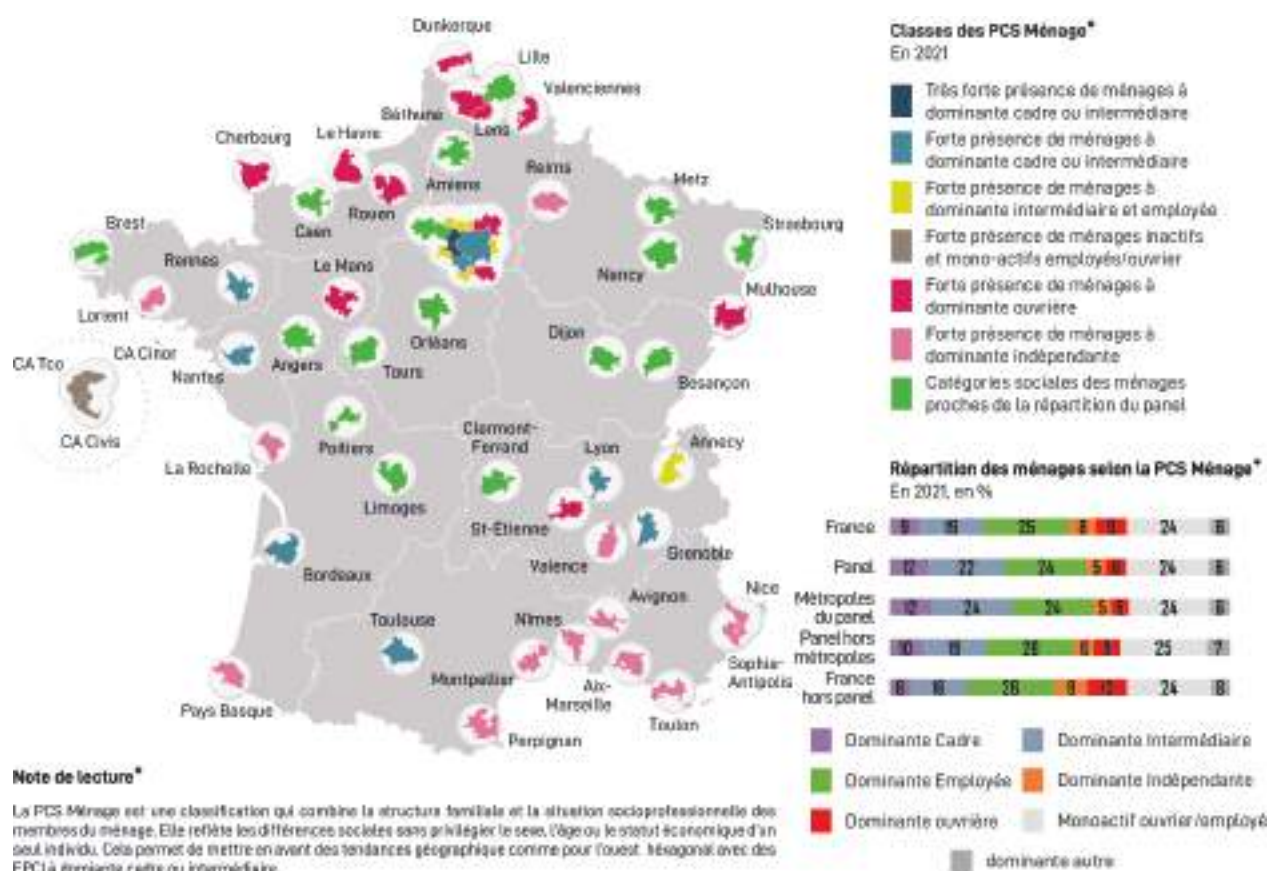 Dunkerque
Lille
Valenciennes
Béthune
Lens
Cherbourg
Le Havre
Rouen
Amiens
Reims
Metz
Strasbourg
Caen
Brest
Rennes
Le Mans
Nancy
Mulhouse
Lorient
Orléans
Dijon
CA Tco
CA Cinor
Nantes
Angers
Tours
Besançon
CA Civis
Poitiers
Clermont-
Ferrand
Lyon
Annecy
La Rochelle
Limoges
St-Etienne
Valence
Grenoble
Bordeaux
Avignon
Nice
Toulouse
Nîmes
Montpellier
Aix-
Marseille
Sophia-
Antipolis
Pays Basque
Toulon
Perpignan
Classes des PCS Ménage*
En 2021
Très forte présence de ménages à
dominante cadre ou intermédiaire
Forte présence de ménages à
dominante cadre ou intermédiaire
Forte présence de ménages à
dominante intermédiaire et employée
Forte présence de ménages inactifs
et mono-actifs employés/ouvrier
Forte présence de ménages à
dominante ouvrière
Forte présence de ménages à
dominante indépendante
Catégories sociales des ménages
proches de la répartition du panel
Répartition des ménages selon la PCS Ménage*
En 2021, en %
France 25 24
Panel 12 22 24 5 24 6
Métropoles
du panel
12 24 24 5 24 6
Panel hors
métropoles
10 25 7
France
hors panel
24
Dominante Cadre
Dominante Intermédiaire
Dominante Employée
Dominante Indépendante
Dominante ouvrière
Monoactif ouvrier/employé
dominante autre
Note de lecture*
La PCS Ménage est une classification qui combine la structure familiale et la situation socioprofessionnelle des
membres du ménage. Elle reflète les différences sociales sans privilégier le sexe, l'âge ou le statut économique d'un
seul individu. Cela permet de mettre en avant des tendances géographique comme pour l'ouest hexagonal avec des
EPCI à dominante cadre ou intermédiaire.